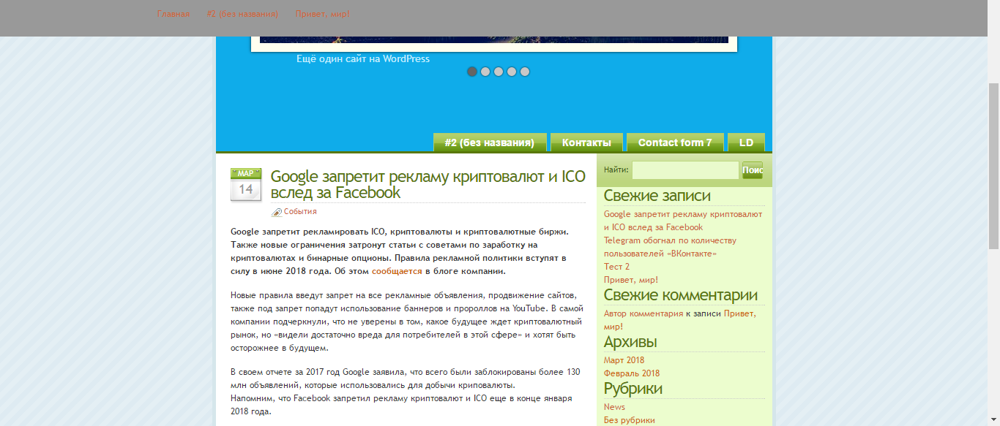 Главная #2 (без названия) Привет, мир!
Ещё один сайт на WordPress
#2 (без названия) Контакты Contact form 7 LD
МАР
14
Google запретит рекламу криптовалют и ICO
вслед за Facebook
События
Google запретит рекламировать ICO, криптовалюты и криптовалютные биржи.
Также новые ограничения затронут статьи с советами по заработку на
криптовалютах и бинарные опционы. Правила рекламной политики вступят в
силу в июне 2018 года. Об этом сообщается в блоге компании.
Новые правила введут запрет на все рекламные объявления, продвижение сайтов,
также под запрет попадут использование баннеров и пророллов на YouTube. В самой
компании подчеркнули, что не уверены в том, какое будущее ждет криптовалютный
рынок, но «видели достаточно вреда для потребителей в этой сфере» и хотят быть
осторожнее в будущем.
В своем отчете за 2017 год Google заявила, что всего были заблокированы более 130
млн объявлений, которые использовались для добычи криповалюты.
Напомним, что Facebook запретил рекламу криптовалют и ICO еще в конце января
2018 года.
Найти: Поис
Свежие записи
Google запретит рекламу криптовалют
и ICO вслед за Facebook
Telegram обогнал по количеству
пользователей «ВКонтакте»
Тест 2
Привет, мир!
Свежие комментарии
Автор комментария к записи Привет,
мир!
Архивы
Март 2018
Февраль 2018
Рубрики
News
Без рубрики